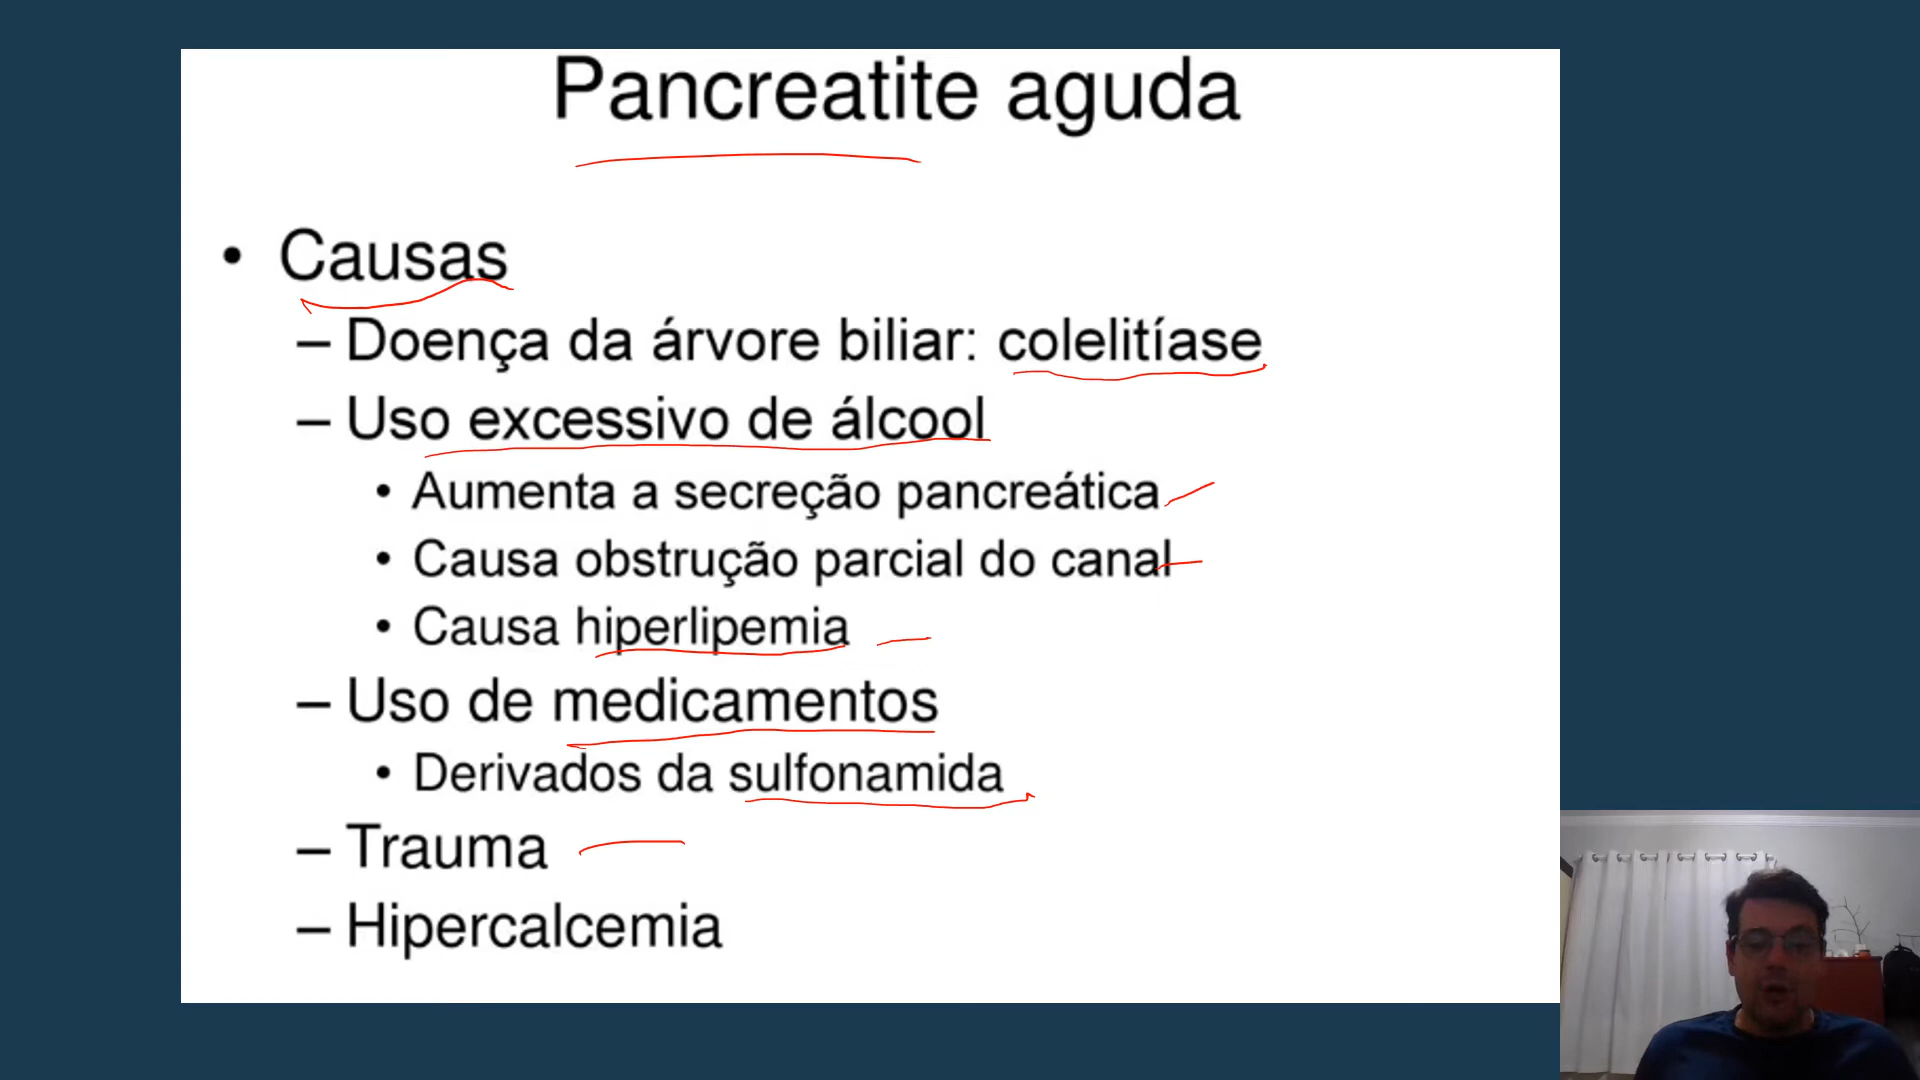 Pancreatite aguda
• Causas
– Doença da árvore biliar: colelitíase
– Uso excessivo de álcool
• Aumenta a secreção pancreática
• Causa obstrução parcial do canal
• Causa hiperlipemia
– Uso de medicamentos
• Derivados da sulfonamida
– Trauma
– Hipercalcemia